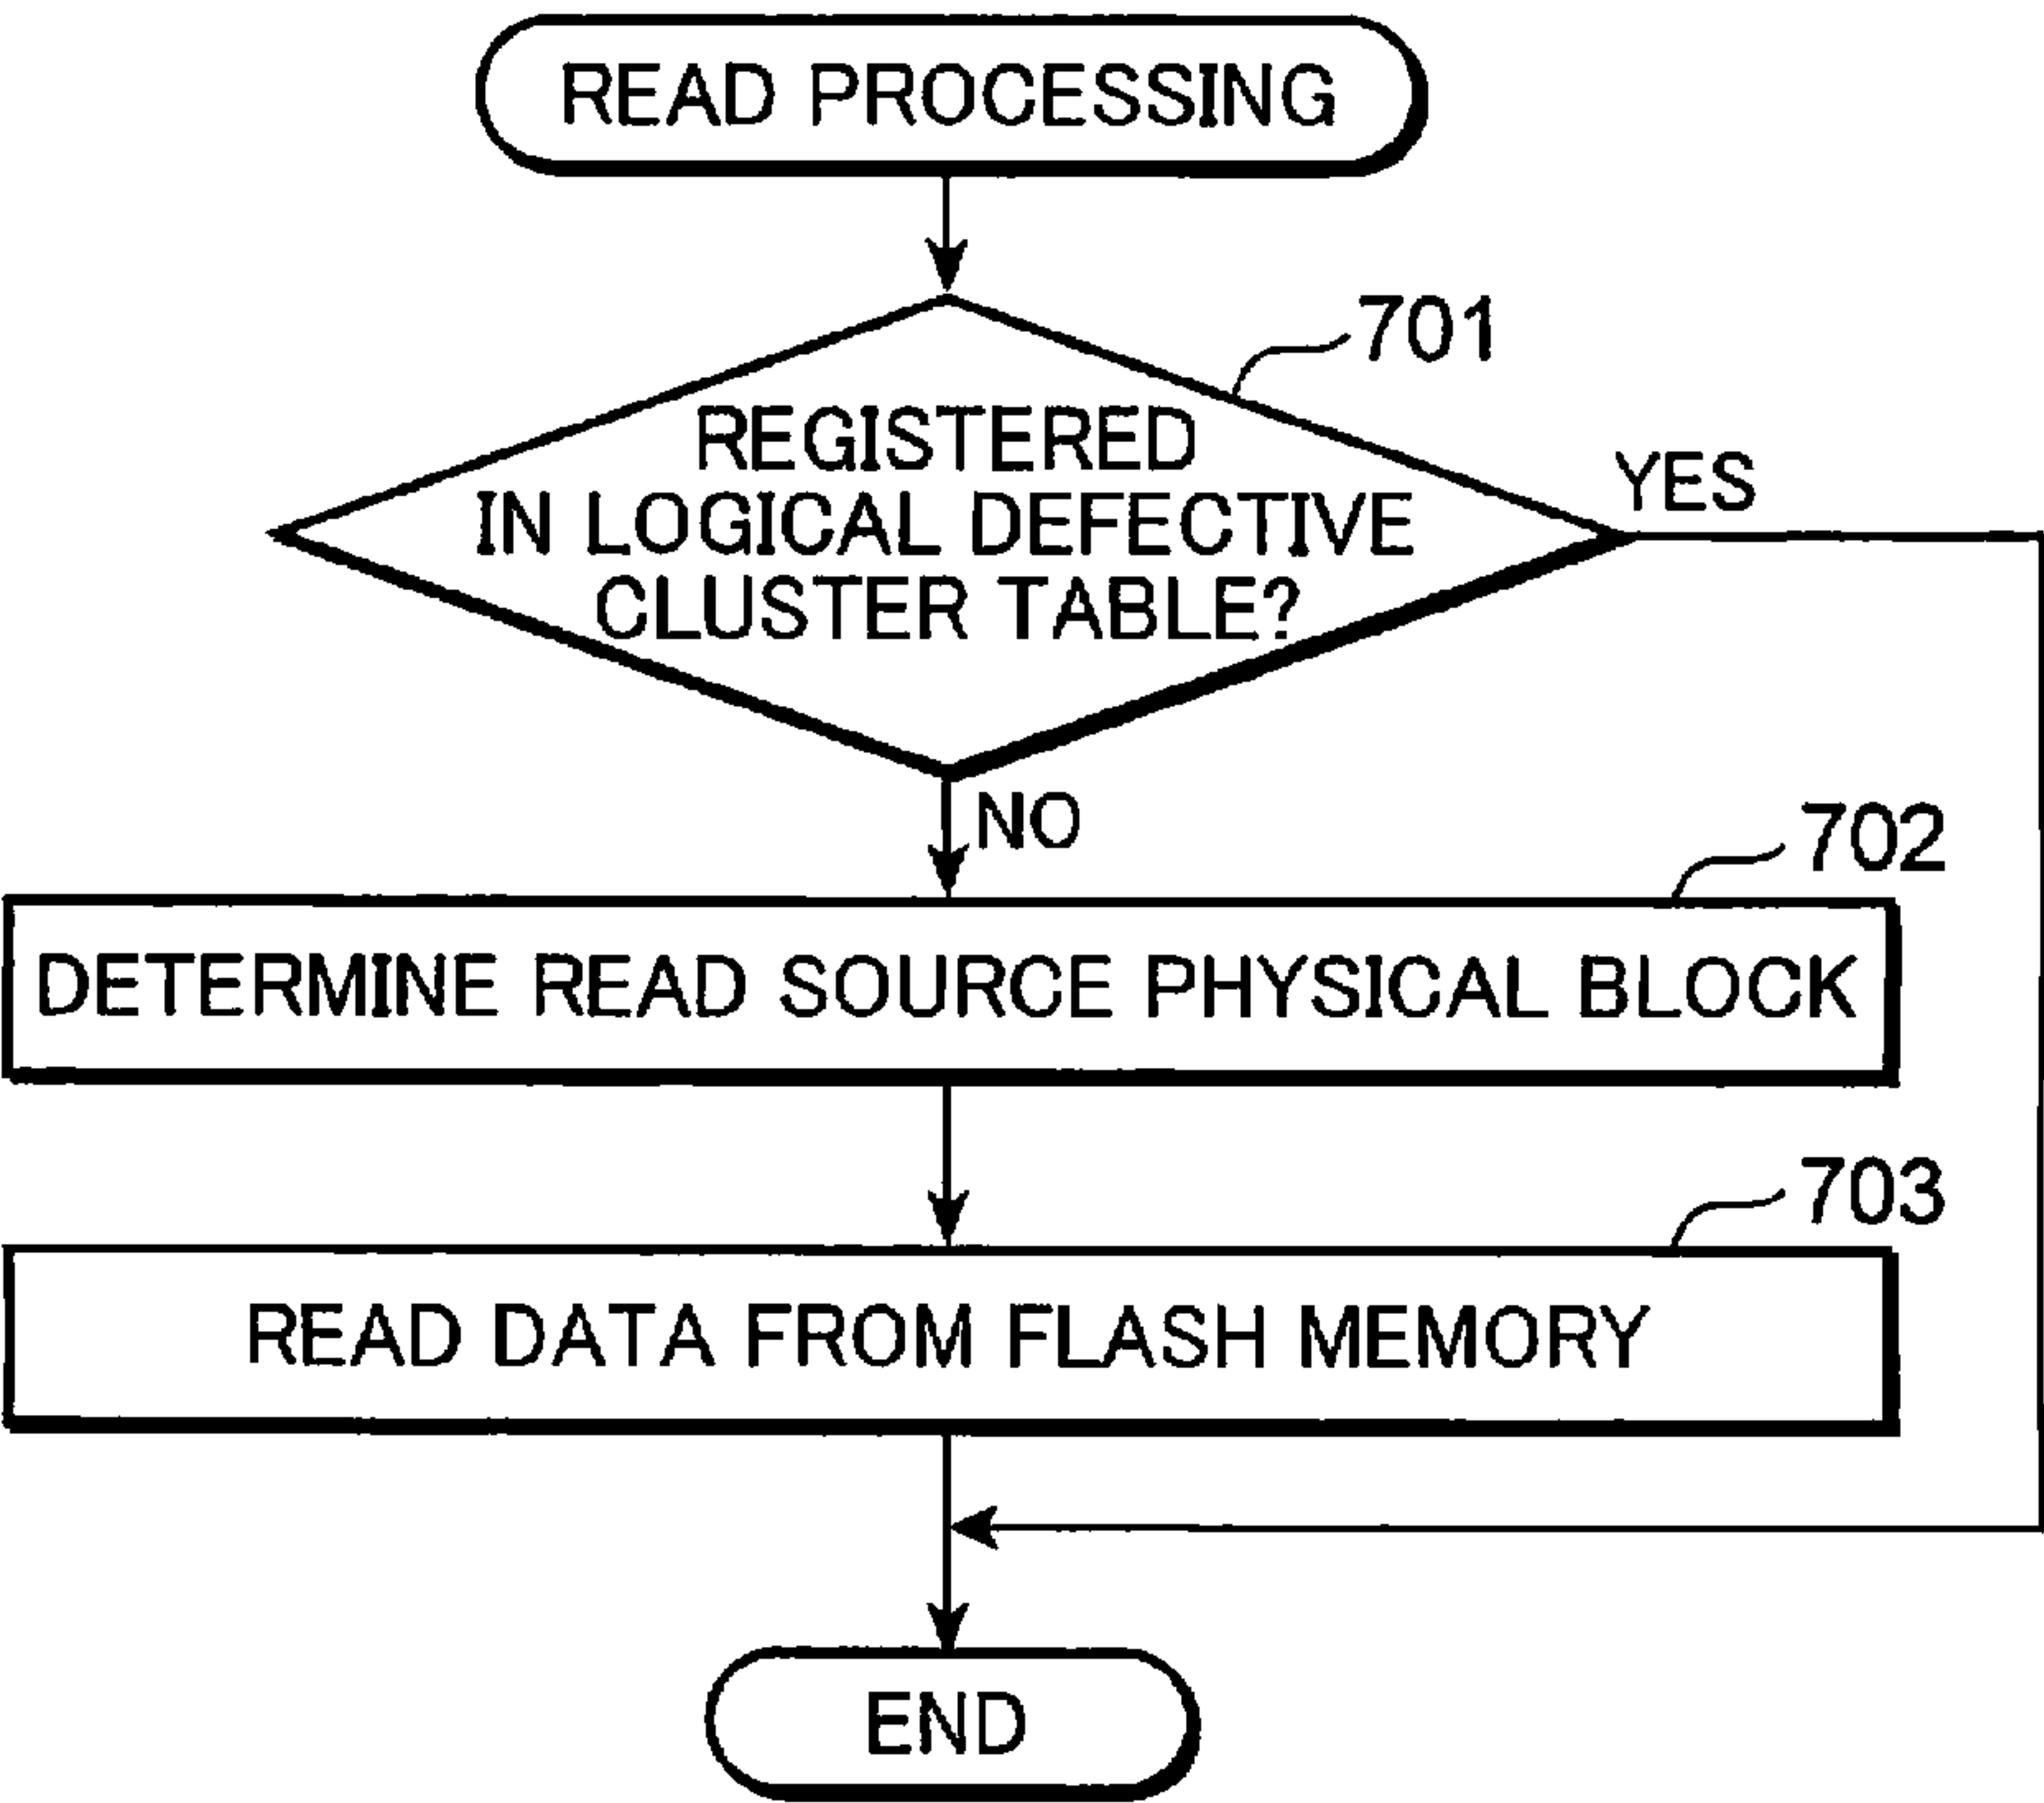 READ PROCESSING
701
REGISTERED
IN LOGICAL DEFECTIVE
CLUSTER TABLE?
YES
NO
702
DETERMINE READ SOURCE PHYSICAL BLOCK
703
READ DATA FROM FLASH MEMORY
END